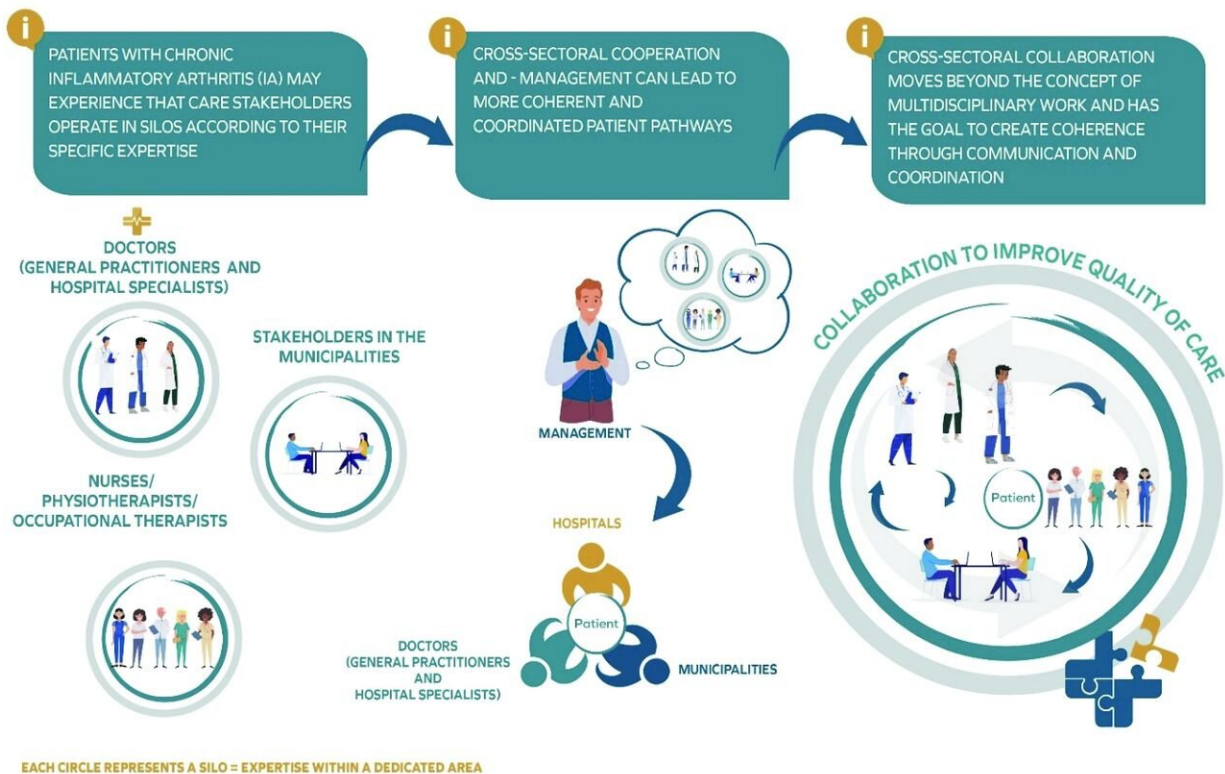 i
PATIENTS WITH CHRONIC
INFLAMMATORY ARTHRITIS (IA) MAY
EXPERIENCE THAT CARE STAKEHOLDERS
OPERATE IN SILOS ACCORDING TO THEIR
SPECIFIC EXPERTISE
i
CROSS-SECTORAL COOPERATION
AND - MANAGEMENT CAN LEAD TO
MORE COHERENT AND
COORDINATED PATIENT PATHWAYS
i
CROSS-SECTORAL COLLABORATION
MOVES BEYOND THE CONCEPT OF
MULTIDISCIPLINARY WORK AND HAS
THE GOAL TO CREATE COHERENCE
THROUGH COMMUNICATION AND
COORDINATION
DOCTORS
(GENERAL PRACTITIONERS AND
HOSPITAL SPECIALISTS)
STAKEHOLDERS IN THE
MUNICIPALITIES
NURSES/
PHYSIOTHERAPISTS/
OCCUPATIONAL THERAPISTS
MANAGEMENT
HOSPITALS
Patient
DOCTORS
(GENERAL PRACTITIONERS
AND
HOSPITAL SPECIALISTS)
MUNICIPALITIES
COLLABORATION TO IMPROVE QUALITY OF CARE
Patient
EACH CIRCLE REPRESENTS A SILO = EXPERTISE WITHIN A DEDICATED AREA